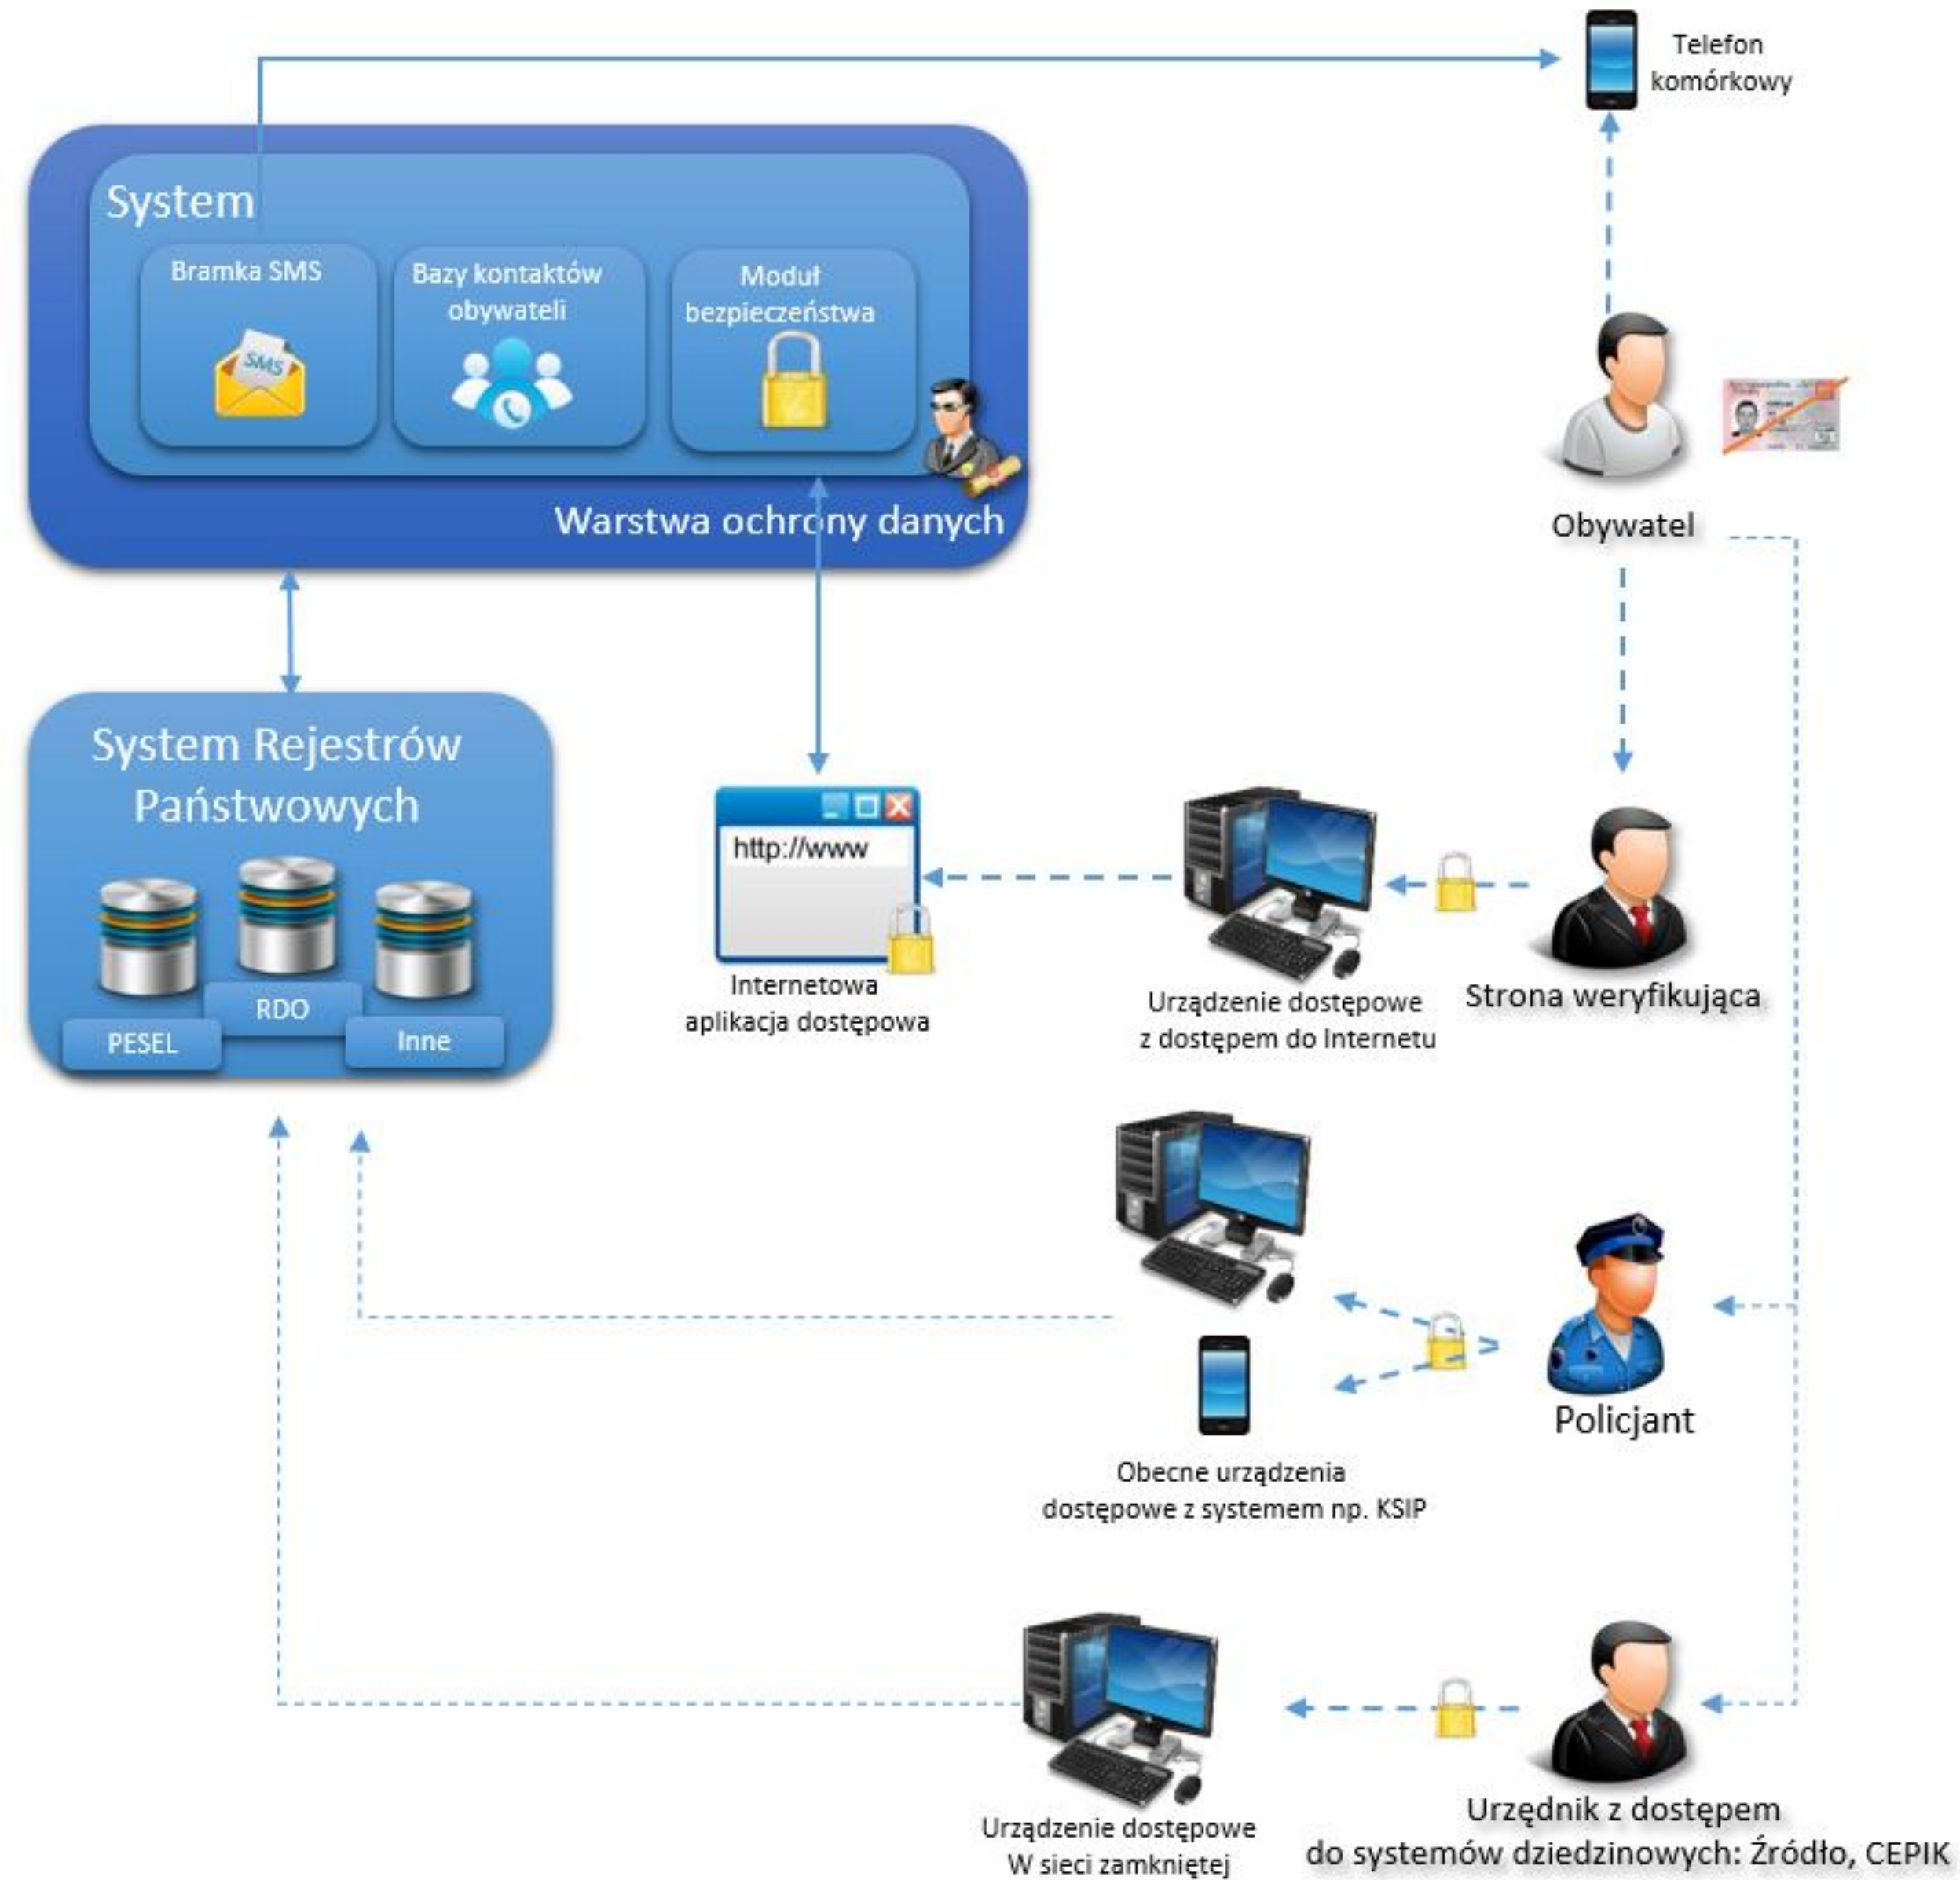 Telefon
komórkowy
System
Bramka SMS
SMS
Bazy kontaktów
obywateli
Moduł
bezpieczeństwa
Warstwa ochrony danych
Obywatel
System Rejestrów
Państwowych
PESEL
RDO
Inne
http://www
Internetowa
aplikacja dostępowa
Urządzenie dostępowe
z dostępem do Internetu
Strona weryfikująca
Policjant
Obecne urządzenia
dostępowe z systemem np. KSIP
Urządzenie dostępowe
W sieci zamkniętej
Urzędnik z dostępem
do systemów dziedzinowych: Źródło, CEPIK